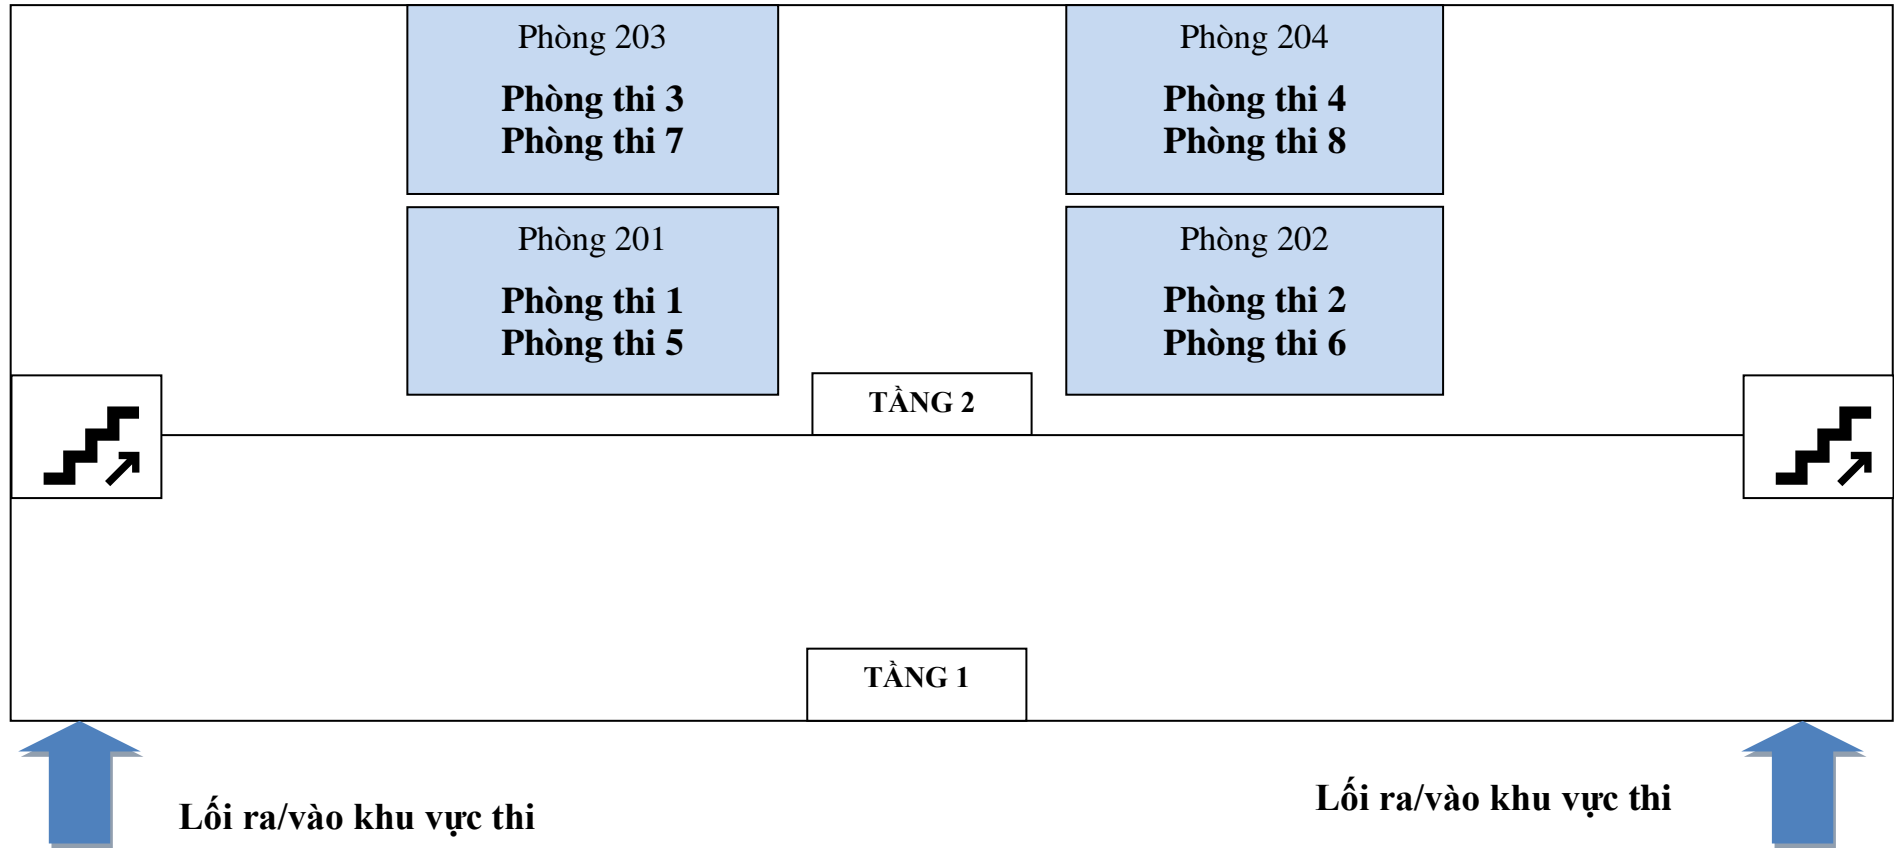 Phòng 203
Phòng thi 3
Phòng thi 7
Phòng 204
Phòng thi 4
Phòng thi 8
Phòng 201
Phòng thi 1
Phòng thi 5
Phòng 202
Phòng thi 2
Phòng thi 6
TẦNG 2
TẦNG 1
Lối ra/vào khu vực thi
Lối ra/vào khu vực thi